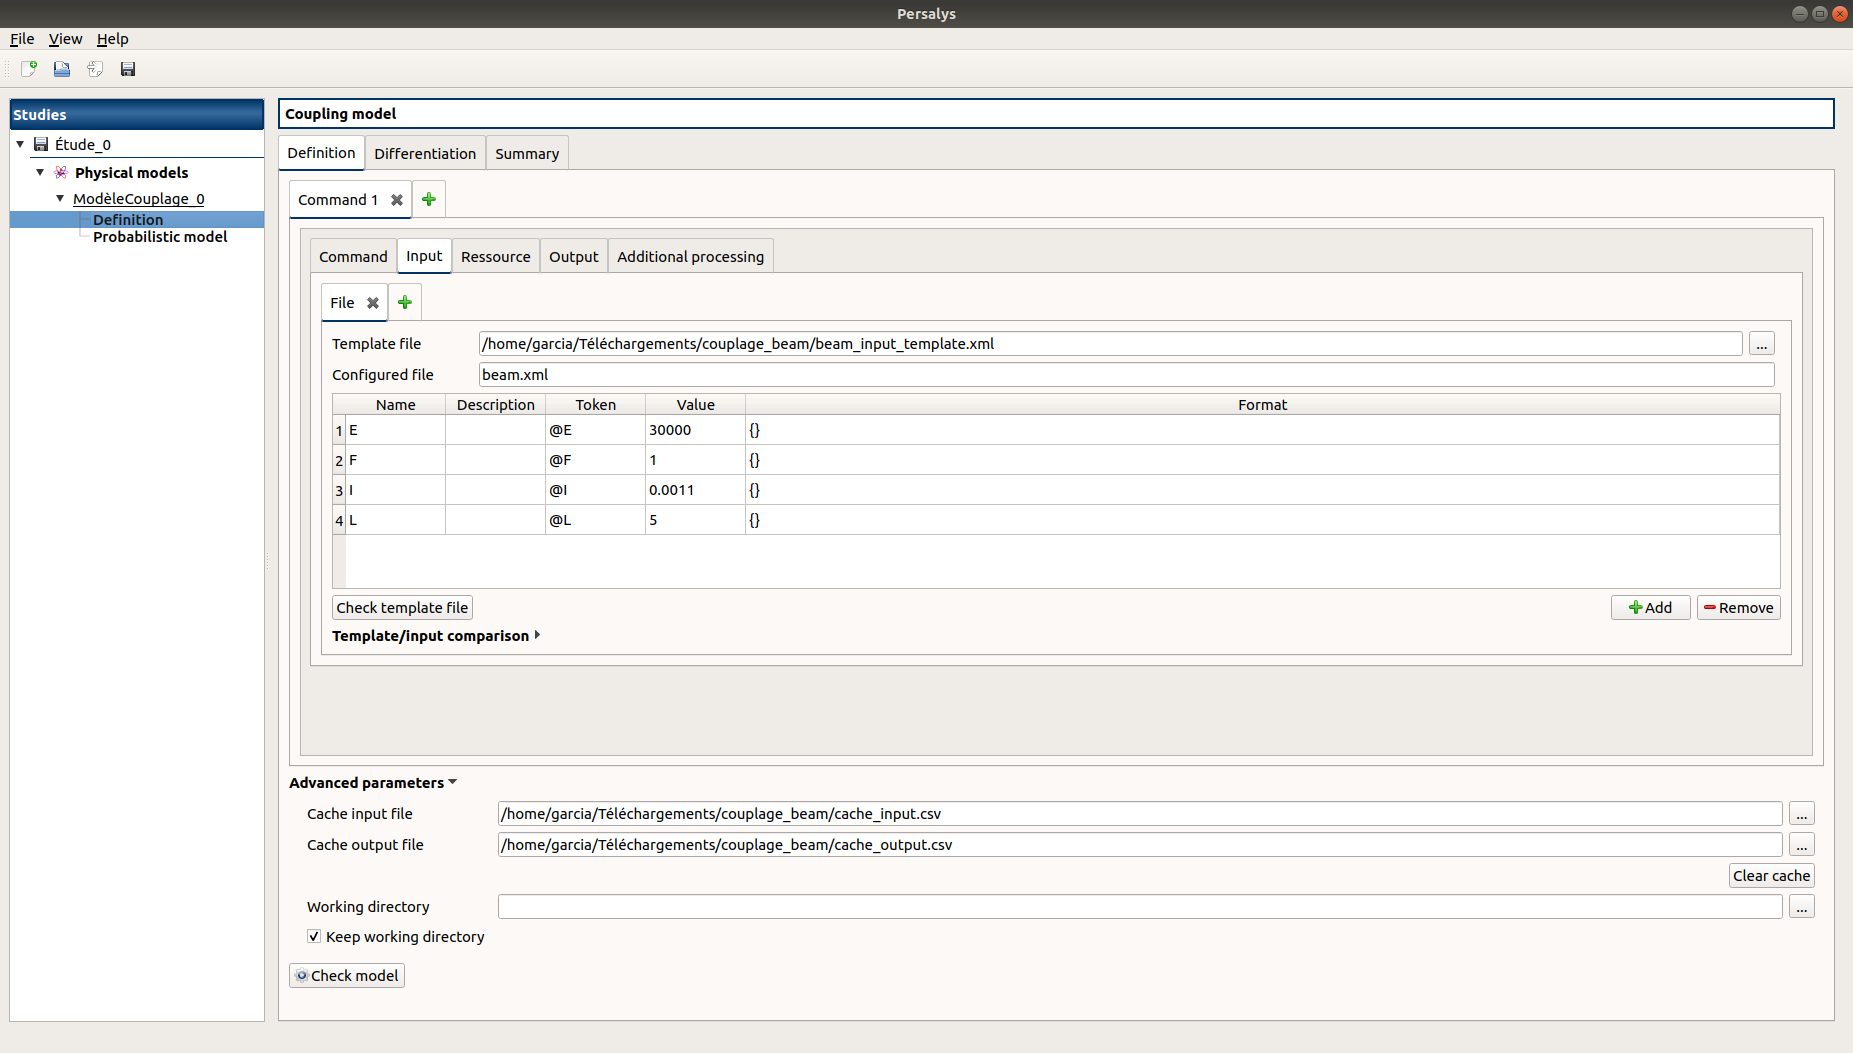 Persalys
File View Help
Studies
Étude_0
Physical models
ModèleCouplage_0
Definition
Probabilistic model
Coupling model
Definition Differentiation Summary
Command 1
Command Input Ressource Output Additional processing
File
Template file /home/garcia/Téléchargements/couplage_beam/beam_input_template.xml ...
Configured file beam.xml
Name Description Token Value Format
1 E @E 30000 {}
2 F @F 1 {}
3 I @I 0.0011 {}
4 L @L 5 {}
Check template file Add Remove
Template/input comparison
Advanced parameters
Cache input file /home/garcia/Téléchargements/couplage_beam/cache_input.csv ...
Cache output file /home/garcia/Téléchargements/couplage_beam/cache_output.csv ...
Clear cache
Working directory ...
Keep working directory
Check model